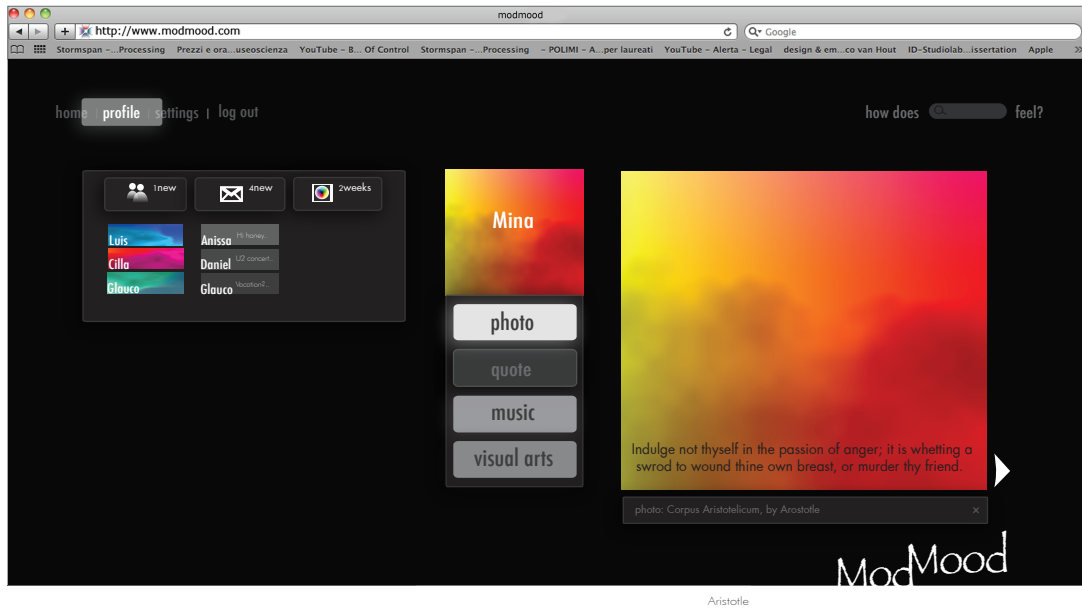 modmood
http://www.modmood.com
Google
Stormspan -...Processing Prezzi e ora...useoscienza YouTube - B... Of Control Stormspan -...Processing - POLIMI - A...per laureati YouTube - Alerta - Legal design & em...co van Hout ID-Studiolab...issertation Apple
home | profile | settings | log out
how does feel?
1new
4new
2weeks
Luis
Cilla
Glauco
Anissa Hi honey..
Daniel U2 concert..
Glauco Vacation?..
Mina
photo
quote
music
visual arts
Indulge not thyself in the passion of anger; it is whetting a
swrod to wound thine own breast, or murder thy friend.
photo: Corpus Aristotelicum, by Arostotle
ModMood
Aristotle